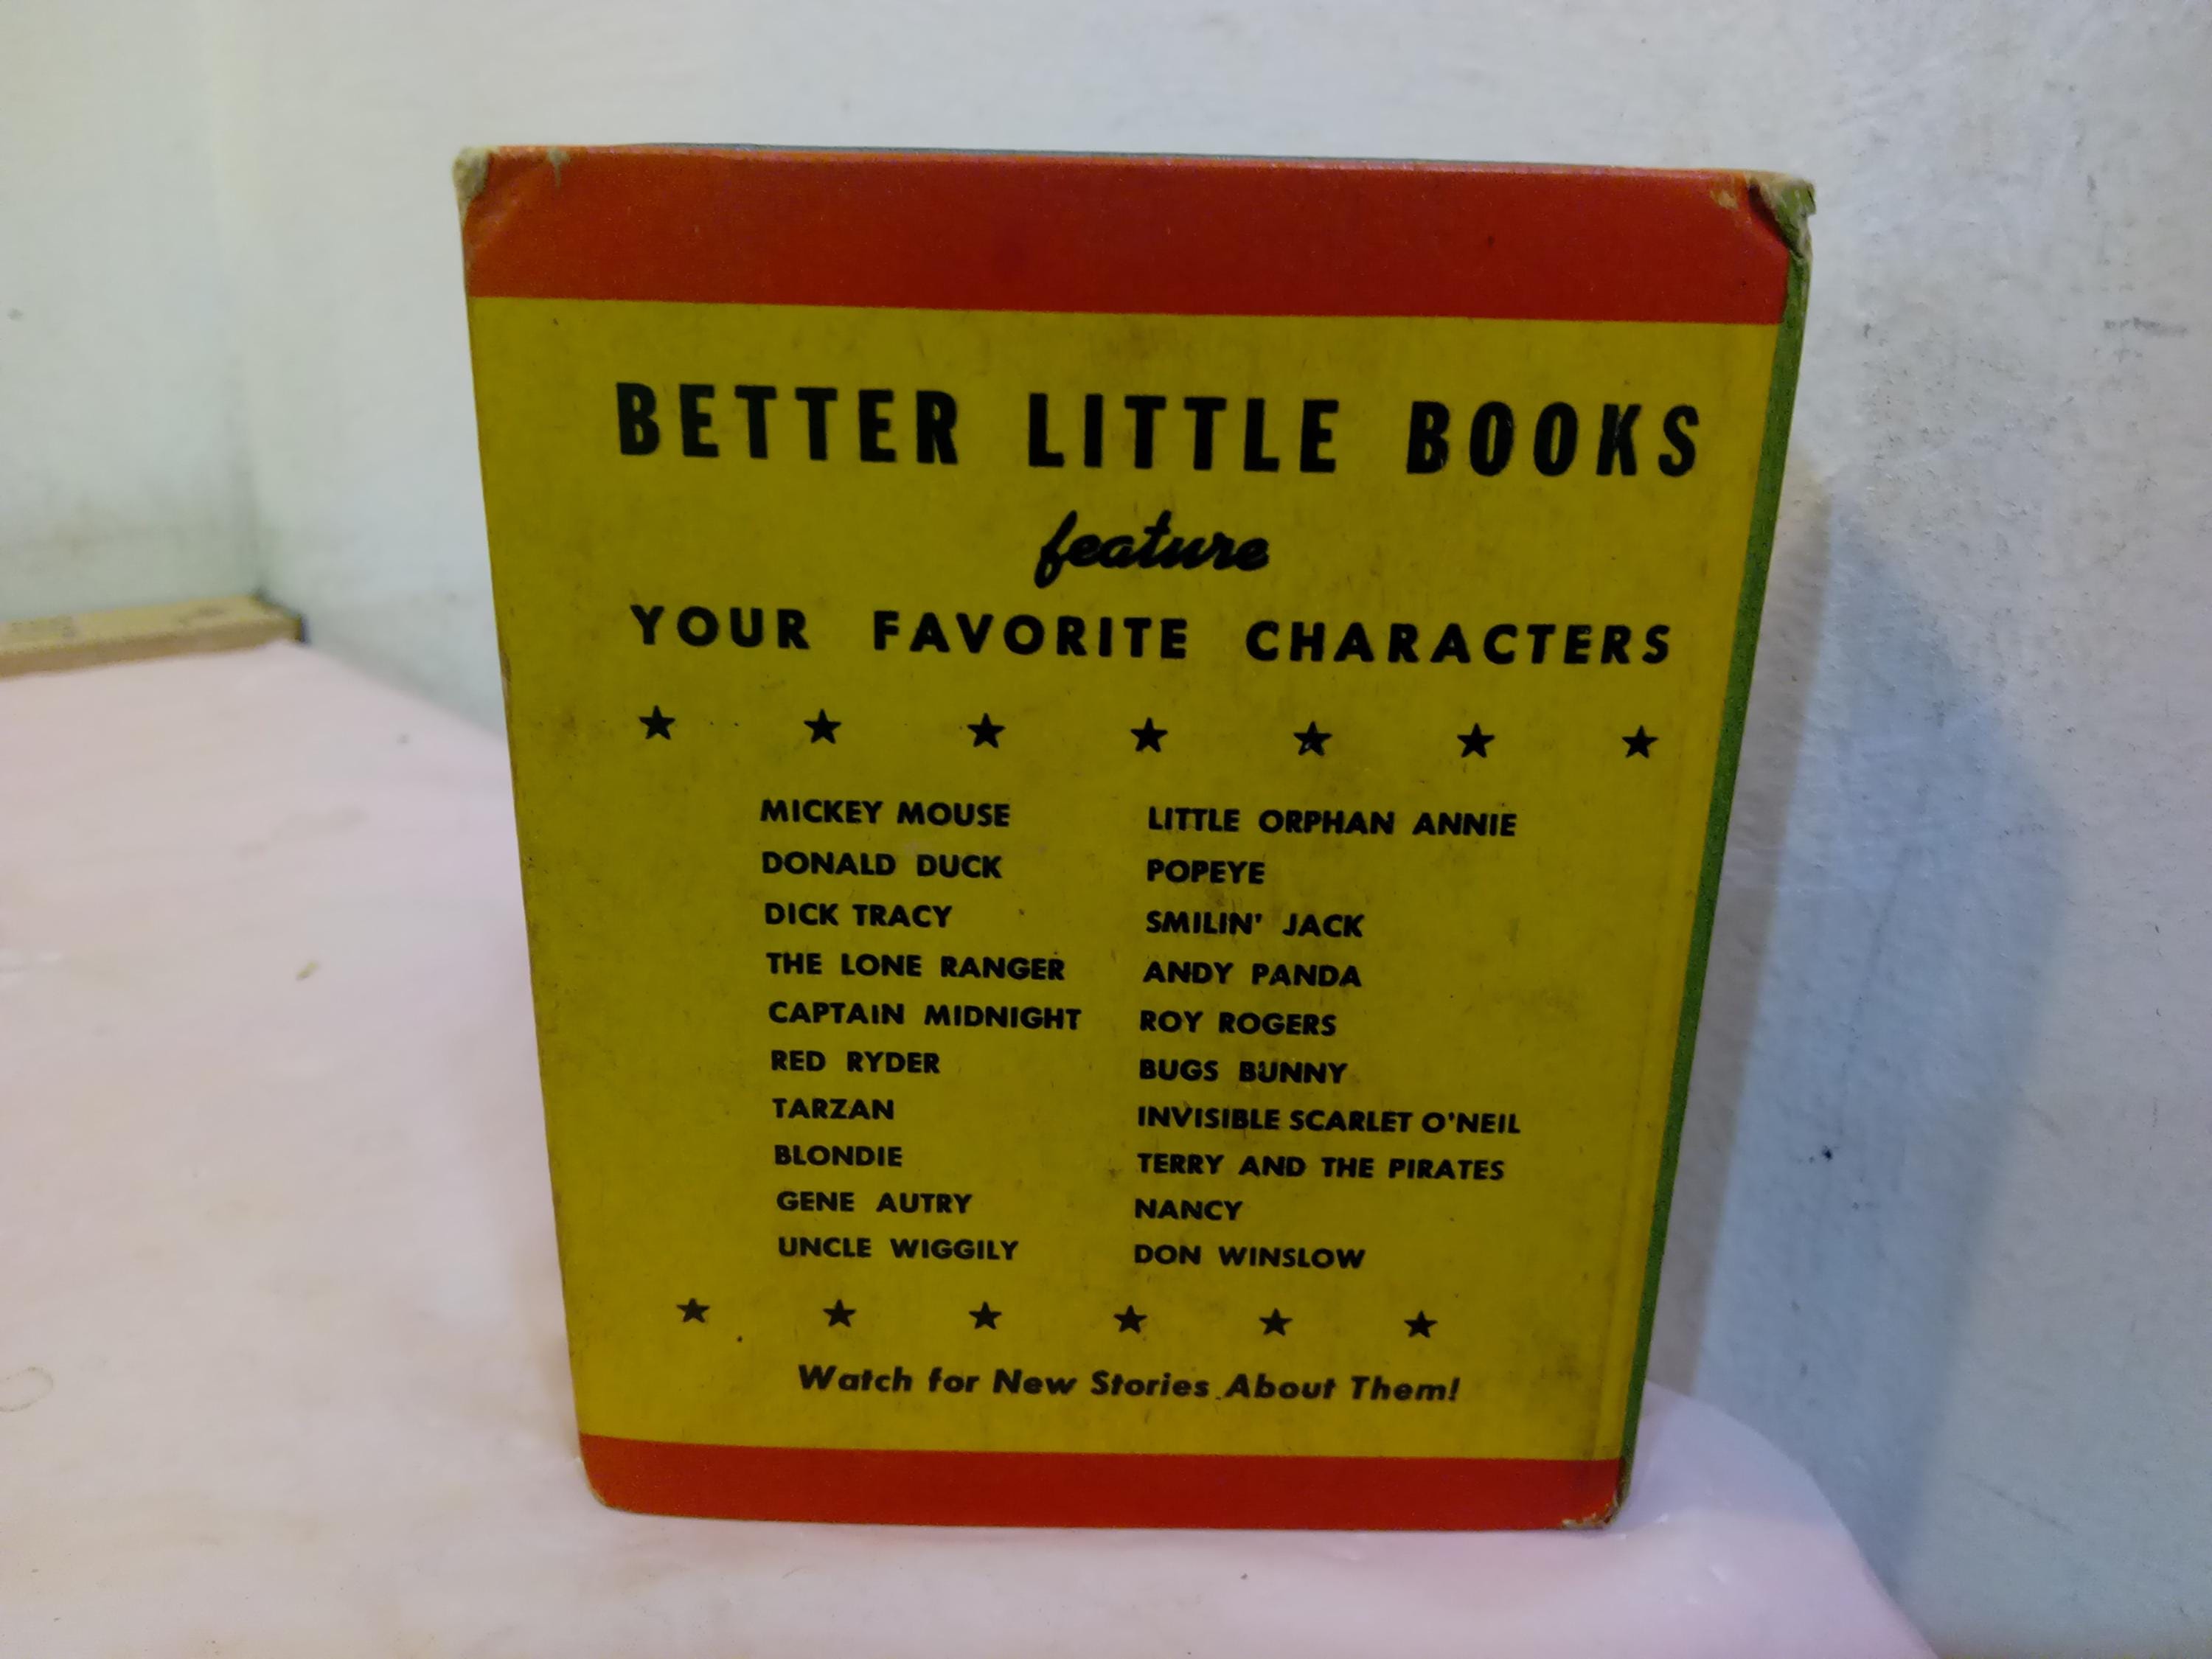 BETTER LITTLE BOOKS
feature
YOUR FAVORITE CHARACTERS
MICKEY MOUSE
DONALD DUCK
DICK TRACY
THE LONE RANGER
CAPTAIN MIDNIGHT
RED RYDER
TARZAN
BLONDIE
GENE AUTRY
UNCLE WIGGILY
LITTLE ORPHAN ANNIE
POPEYE
SMILIN' JACK
ANDY PANDA
ROY ROGERS
BUGS BUNNY
INVISIBLE SCARLET O'NEIL
TERRY AND THE PIRATES
NANCY
DON WINSLOW
Watch for New Stories About Them!